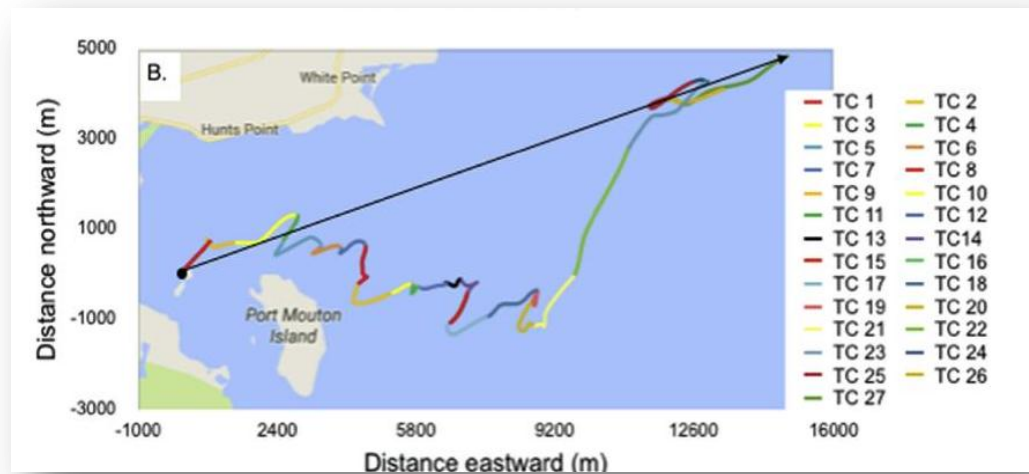 5000
B.
White Point
Hunts Point
3000
1000
-1000
-3000
Port Mouton
Island
Distance northward (m)
-1000 2400 5800 9200 12600 16000
Distance eastward (m)
TC 1 TC 2
TC 3 TC 4
TC 5 TC 6
TC 7 TC 8
TC 9 TC 10
TC 11 TC 12
TC 13 TC14
TC 15 TC 16
TC 17 TC 18
TC 19 TC 20
TC 21 TC 22
TC 23 TC 24
TC 25 TC 26
TC 27